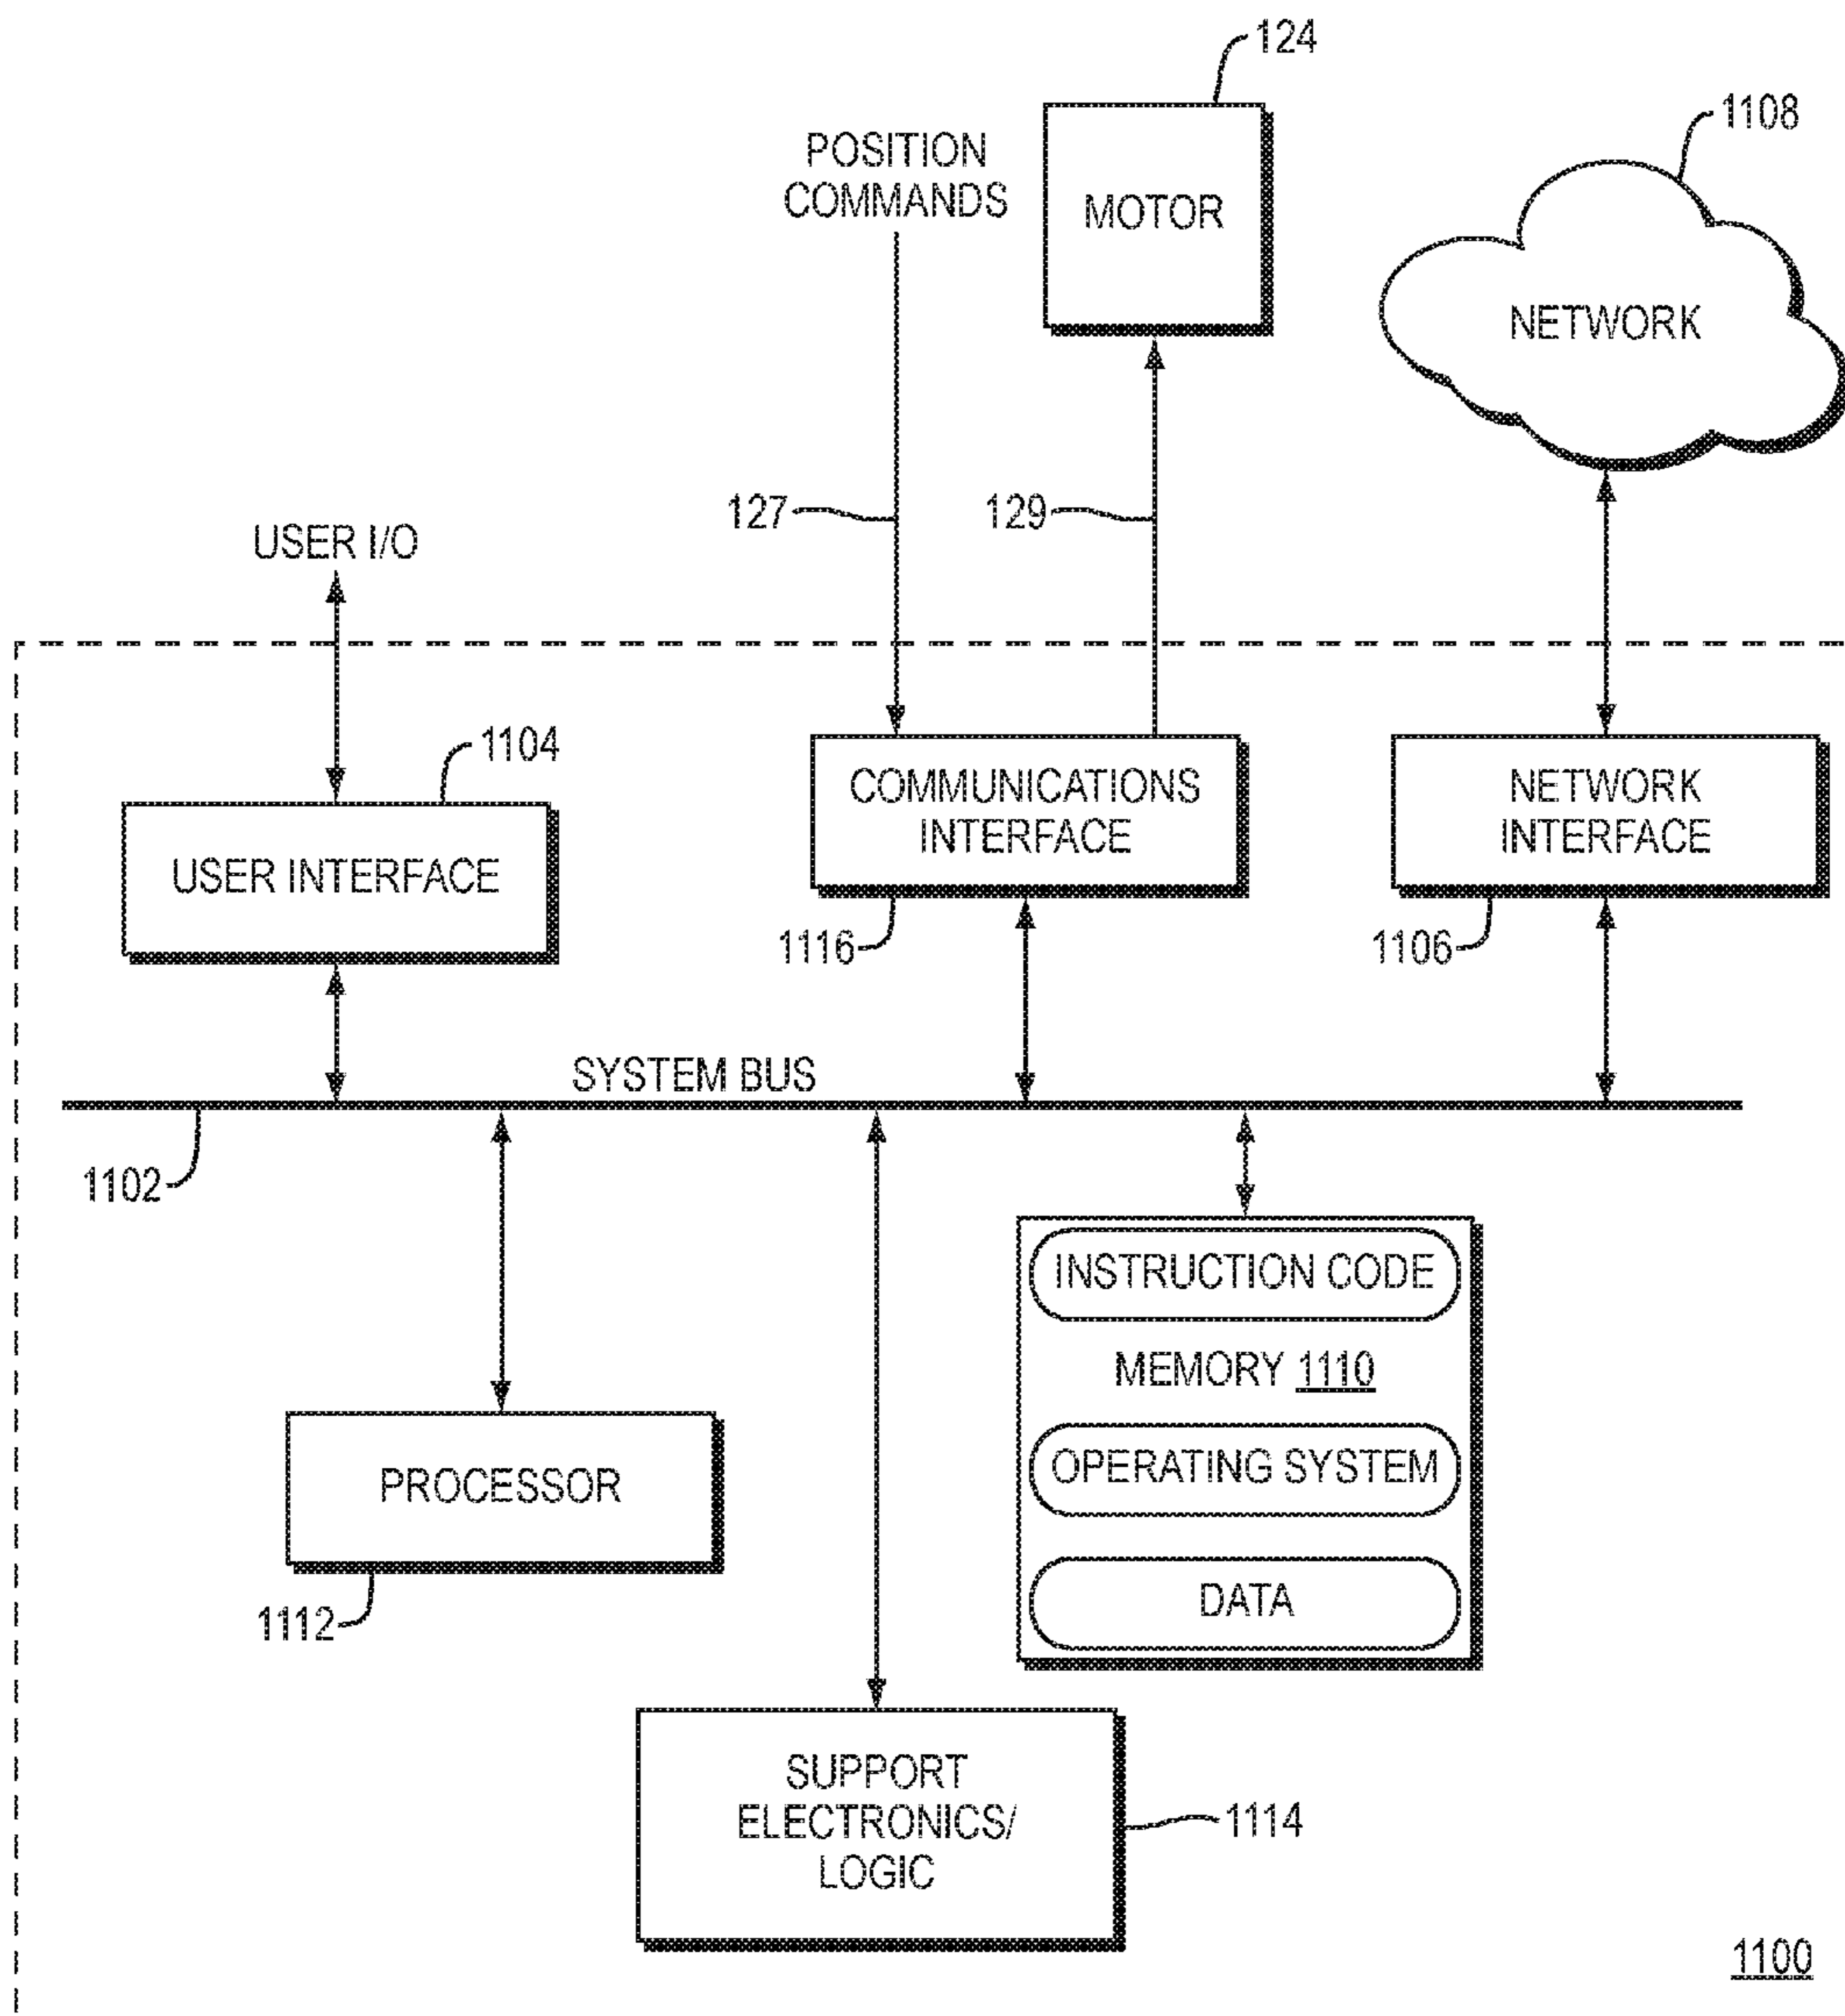 124
1108
POSITION
COMMANDS
MOTOR
NETWORK
127
129
USER I/O
1104
COMMUNICATIONS
INTERFACE
NETWORK
INTERFACE
USER INTERFACE
1116
1106
SYSTEM BUS
1102
INSTRUCTION CODE
MEMORY 1110
OPERATING SYSTEM
PROCESSOR
DATA
1112
SUPPORT
ELECTRONICS/
LOGIC
1114
1100